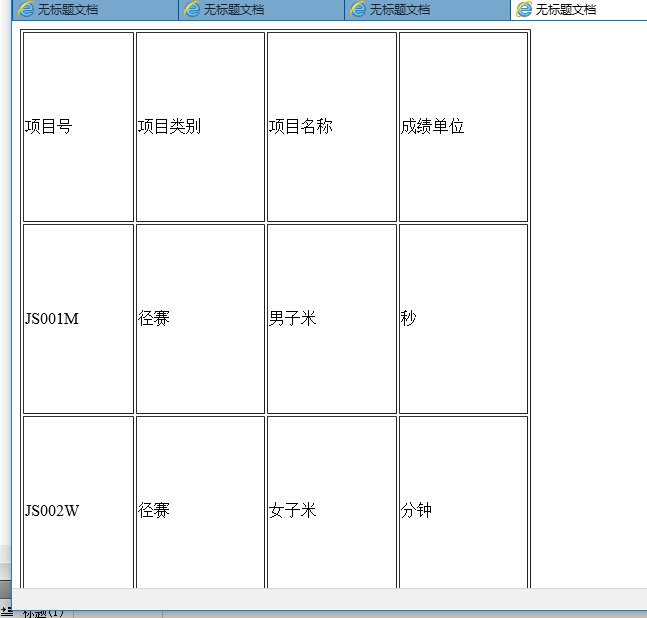 无标题文档 无标题文档 无标题文档 无标题文档
项目号 项目类别 项目名称 成绩单位
JS001M 径赛 男子米 秒
JS002W 径赛 女子米 分钟
标题(I)